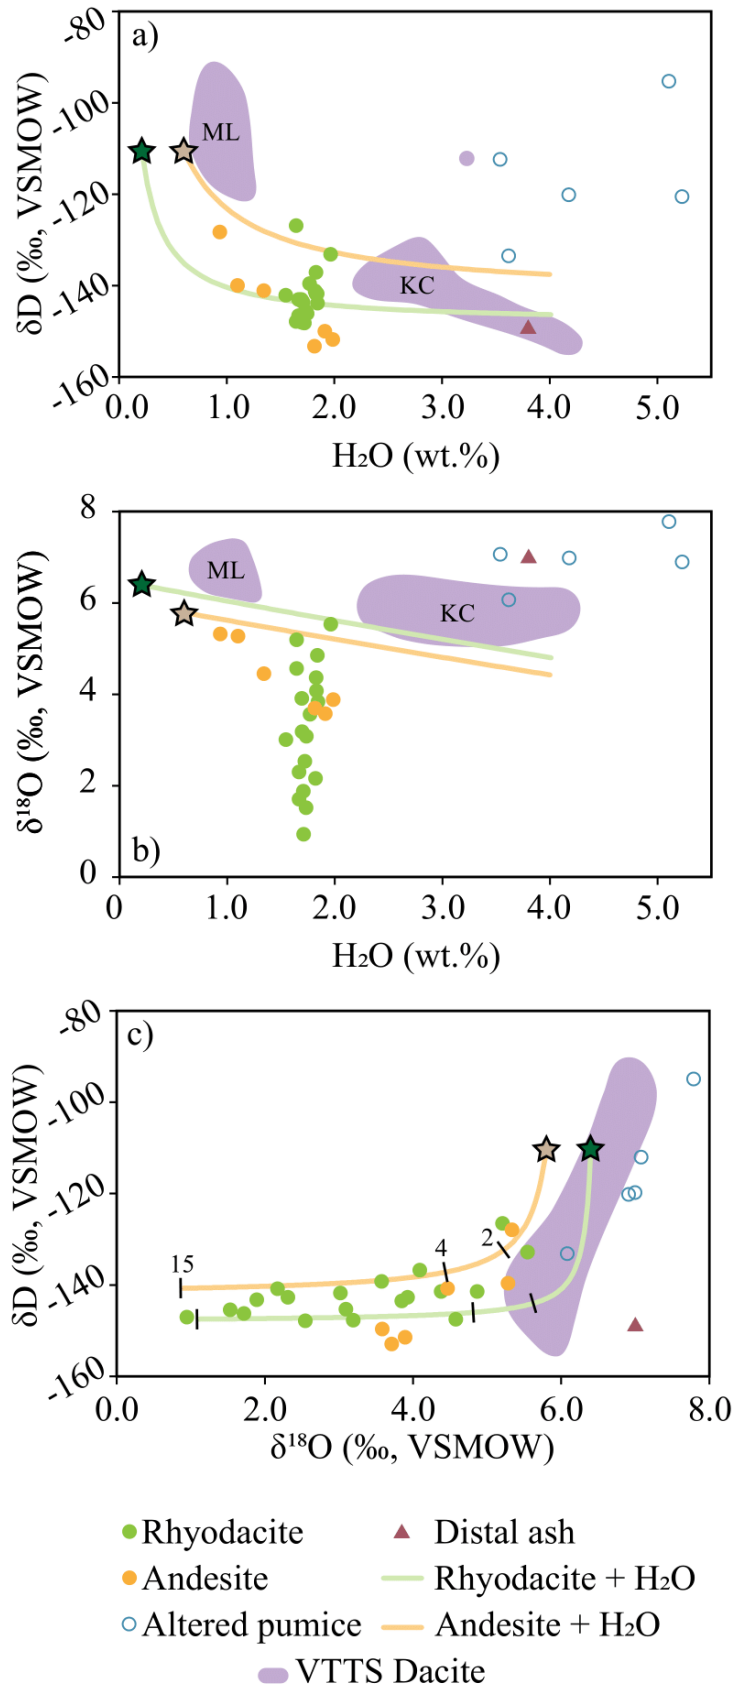 a)
-80
-100
-120
-140
-160
δD (‰, VSMOW)
ML
KC
0.0 1.0 2.0 3.0 4.0 5.0
H₂O (wt.%)
8
6
4
2
0
δ¹⁸O (‰, VSMOW)
ML
KC
b)
0 1.0 2.0 3.0 4.0 5.0
H₂O (wt.%)
c)
-80
-100
-120
-140
-160
δD (‰, VSMOW)
15 4 2
0.0 2.0 4.0 6.0 8.0
δ¹⁸O (‰, VSMOW)
Rhyodacite Distal ash
Andesite Rhyodacite + H₂O
Altered pumice Andesite + H₂O
VTTS Dacite